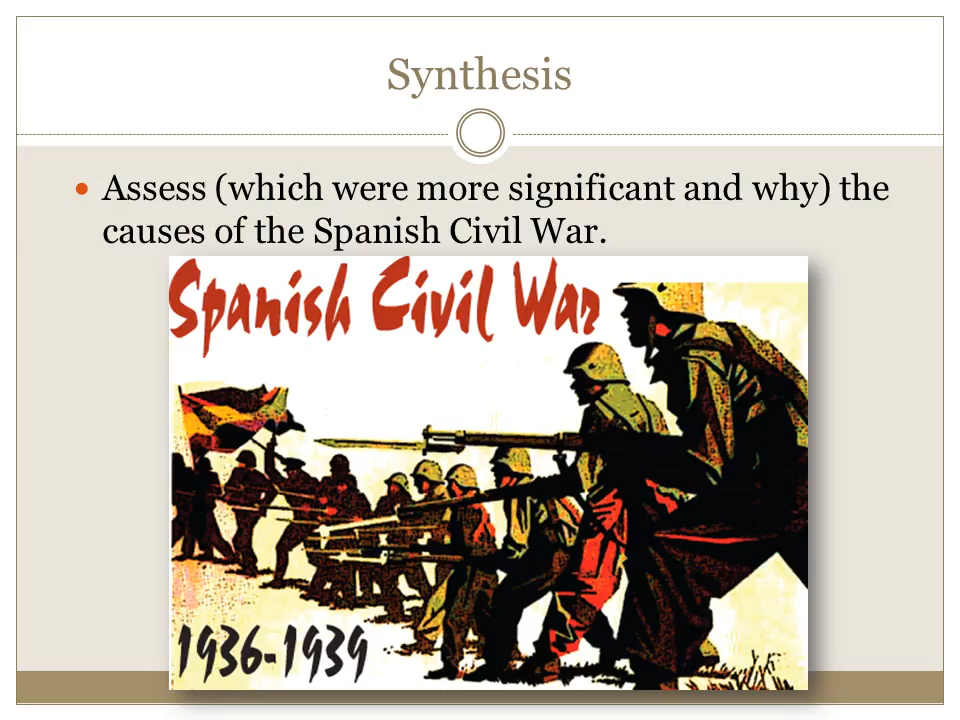 Synthesis
Assess (which were more significant and why) the
causes of the Spanish Civil War.
Spanish Civil War
1936-1939